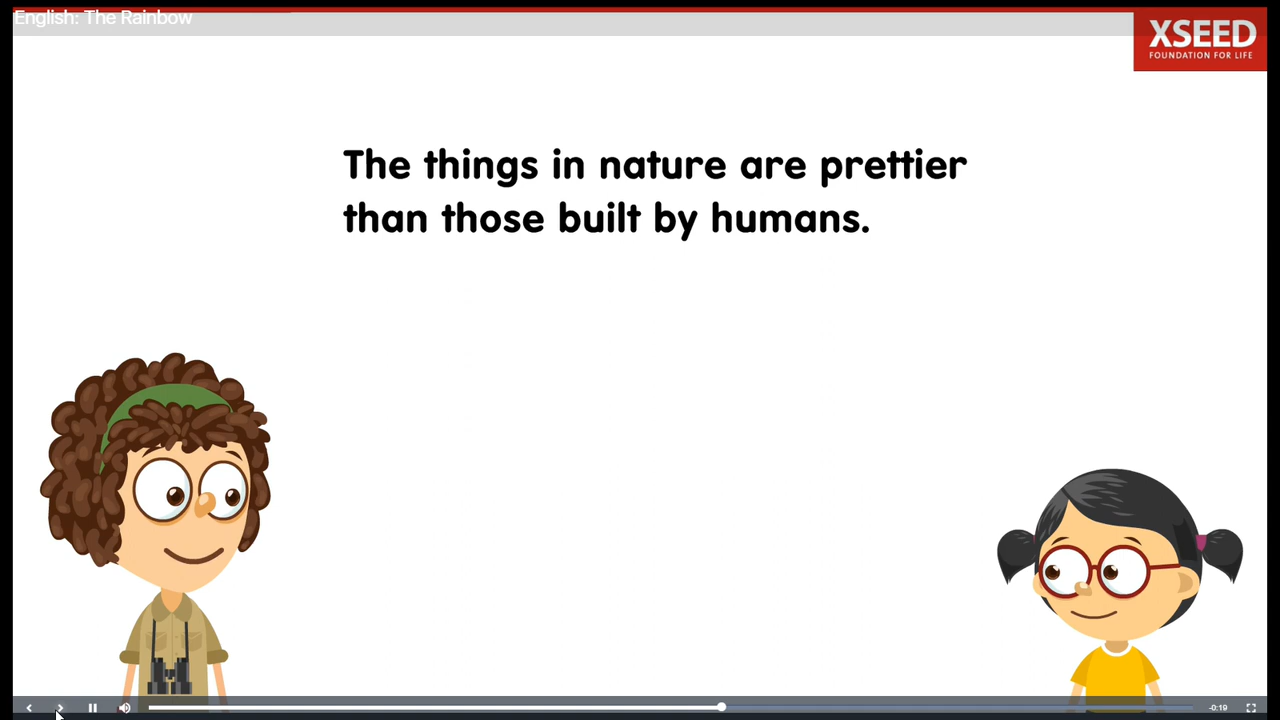 English: The Rainbow
XSEED
FOUNDATION FOR LIFE
The things in nature are prettier
than those built by humans.
-0:19